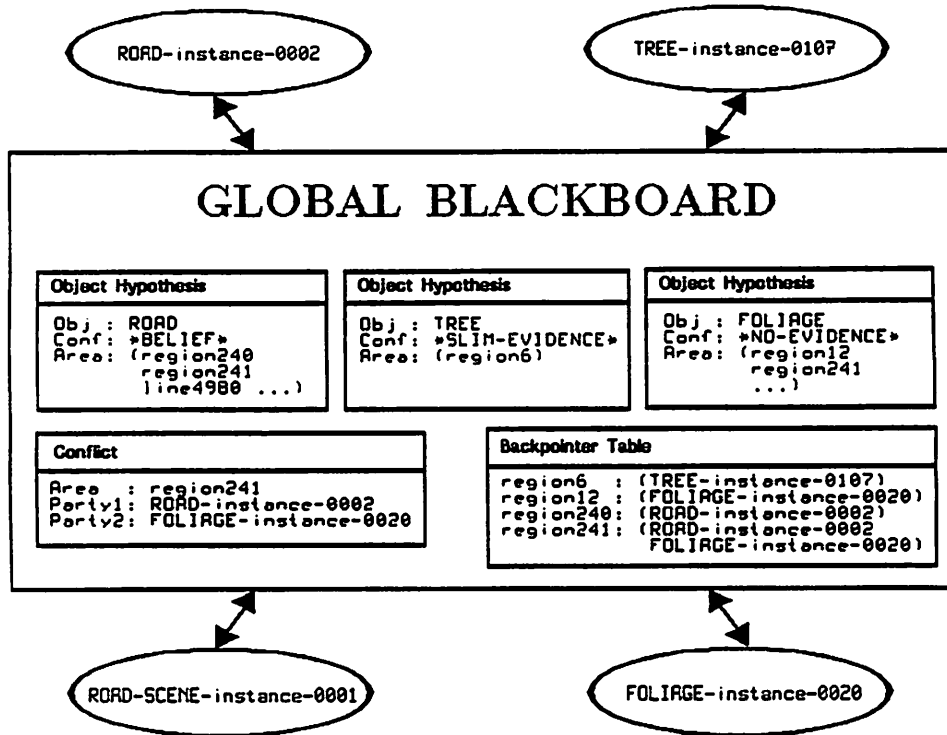 ROAD-instance-0002
TREE-instance-0107
GLOBAL BLACKBOARD
Object Hypothesis
Obj : ROAD
Conf: *BELIEF*
Area: (region240
region241
line4980 ...)
Object Hypothesis
Obj : TREE
Conf: *SLIM-EVIDENCE*
Area: (region6)
Object Hypothesis
Obj : FOLIAGE
Conf: *NO-EVIDENCE*
Area: (region12
region241
...)
Conflict
Area : region241
Party1: ROAD-instance-0002
Party2: FOLIAGE-instance-0020
Backpointer Table
region6 : (TREE-instance-0107)
region12 : (FOLIAGE-instance-0020)
region240: (ROAD-instance-0002)
region241: (ROAD-instance-0002
FOLIAGE-instance-0020)
ROAD-SCENE-instance-0001
FOLIAGE-instance-0020